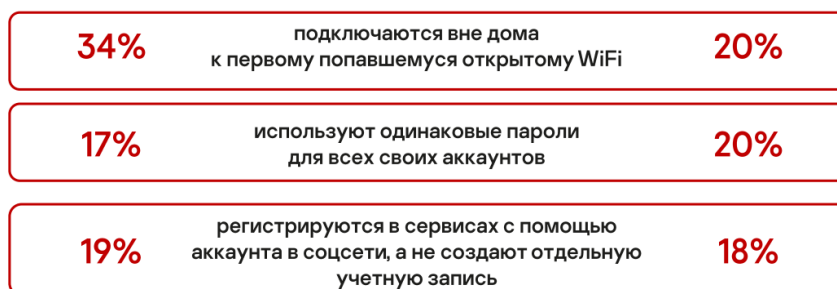 34%
подключаются вне дома
к первому попавшемуся открытому WiFi
20%
17%
используют одинаковые пароли
для всех своих аккаунтов
20%
19%
регистрируются в сервисах с помощью
аккаунта в соцсети, а не создают отдельную
учетную запись
18%